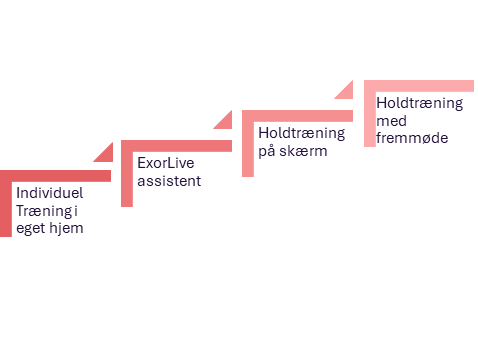 Individuel
Træning i
eget hjem
ExorLive
assistent
Holdtræning
på skærm
Holdtræning
med
fremmøde